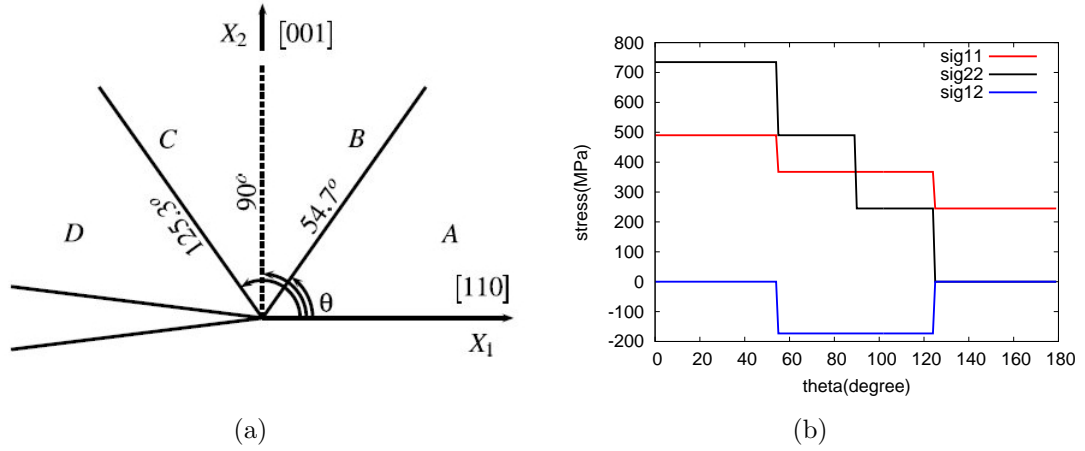 X₂ [001]
C
B
125.3°
90°
54.7°
D
A
θ
[110]
X₁
(a)
800
700
600
500
400
300
200
100
0
-100
-200
stress(MPa)
sig11
sig22
sig12
0 20 40 60 80 100 120 140 160 180
theta(degree)
(b)